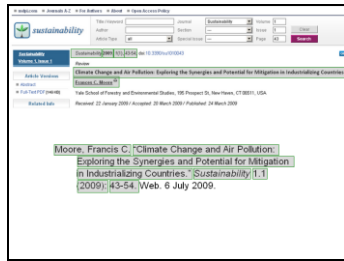 mdpi.com Journals A-Z For Authors About Open Access Policy
sustainability
Title / Keyword
Journal
Sustainability
Volume
1
Author
Section
all
Issue
1
Clear
Article Type
all
Special Issue
all
Page
43
Search
Sustainability
Volume 1, Issue 1
Article Versions
Abstract
Full-Text PDF
Related Info
Sustainability 2009, 1(1), 43-54; doi:10.3390/su1010043
Review
Climate Change and Air Pollution: Exploring the Synergies and Potential for Mitigation in Industrializing Countries
Frances C. Moore
Yale School of Forestry and Environmental Studies, 195 Prospect St, New Haven, CT 06511, USA
Received: 22 January 2009 / Accepted: 20 March 2009 / Published: 24 March 2009
Moore, Francis C. "Climate Change and Air Pollution:
Exploring the Synergies and Potential for Mitigation
in Industrializing Countries." Sustainability 1.1
(2009): 43-54. Web. 6 July 2009.